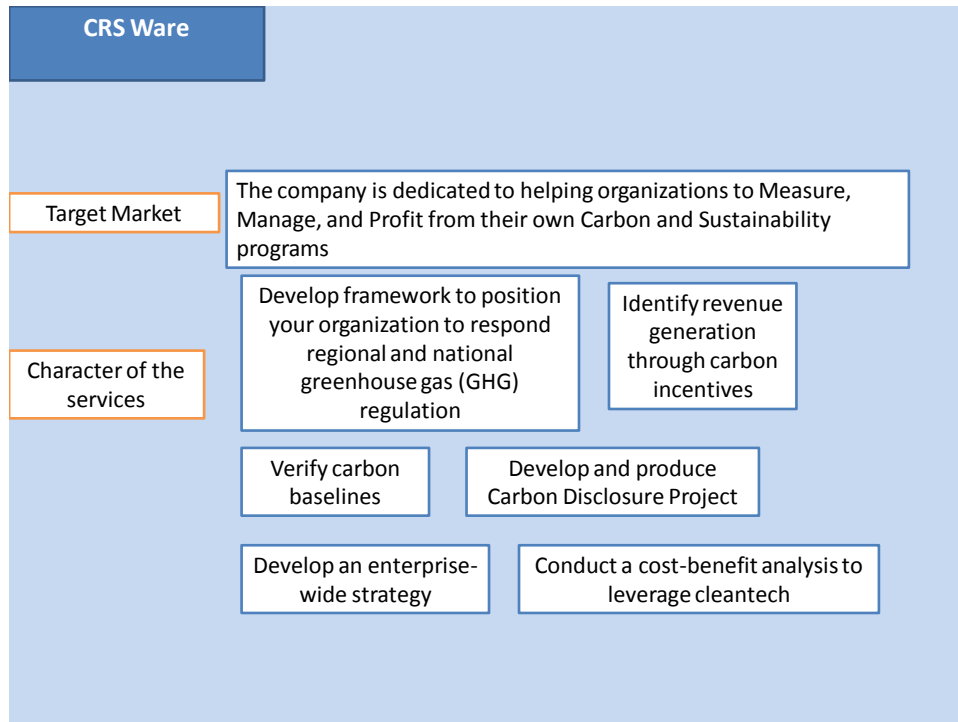 CRS Ware
Target Market
The company is dedicated to helping organizations to Measure,
Manage, and Profit from their own Carbon and Sustainability
programs
Character of the
services
Develop framework to position
your organization to respond
regional and national
greenhouse gas (GHG)
regulation
Identify revenue
generation
through carbon
incentives
Verify carbon
baselines
Develop and produce
Carbon Disclosure Project
Develop an enterprise-
wide strategy
Conduct a cost-benefit analysis to
leverage cleantech